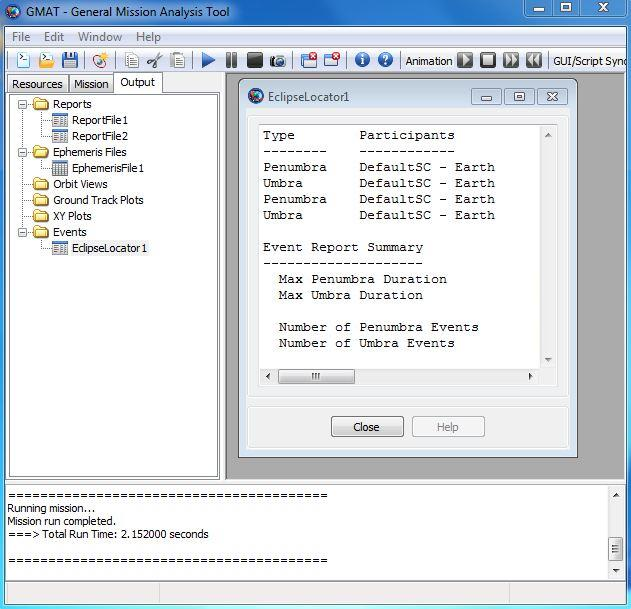 GMAT - General Mission Analysis Tool
File Edit Window Help
Animation GUI/Script Sync
Resources Mission Output
Reports
ReportFile1
ReportFile2
Ephemeris Files
EphemerisFile1
Orbit Views
Ground Track Plots
XY Plots
Events
EclipseLocator1
EclipseLocator1
Type Participants
-------- ------------
Penumbra DefaultSC - Earth
Umbra DefaultSC - Earth
Penumbra DefaultSC - Earth
Umbra DefaultSC - Earth
Event Report Summary
--------------------
Max Penumbra Duration
Max Umbra Duration
Number of Penumbra Events
Number of Umbra Events
Close Help
========================================
Running mission...
Mission run completed.
===> Total Run Time: 2.152000 seconds
========================================